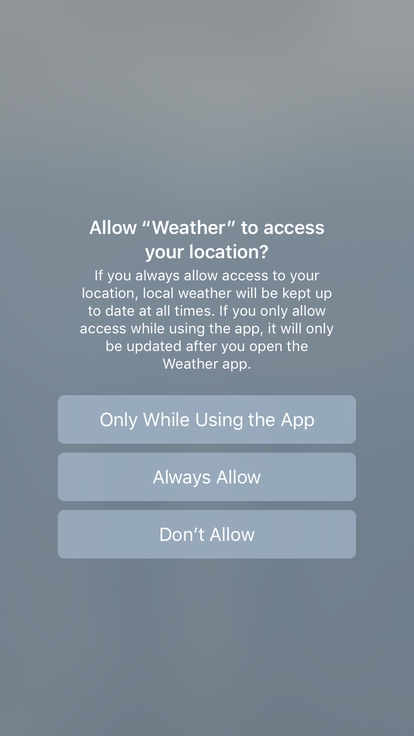 Allow “Weather” to access
your location?
If you always allow access to your
location, local weather will be kept up
to date at all times. If you only allow
access while using the app, it will only
be updated after you open the
Weather app.
Only While Using the App
Always Allow
Don’t Allow